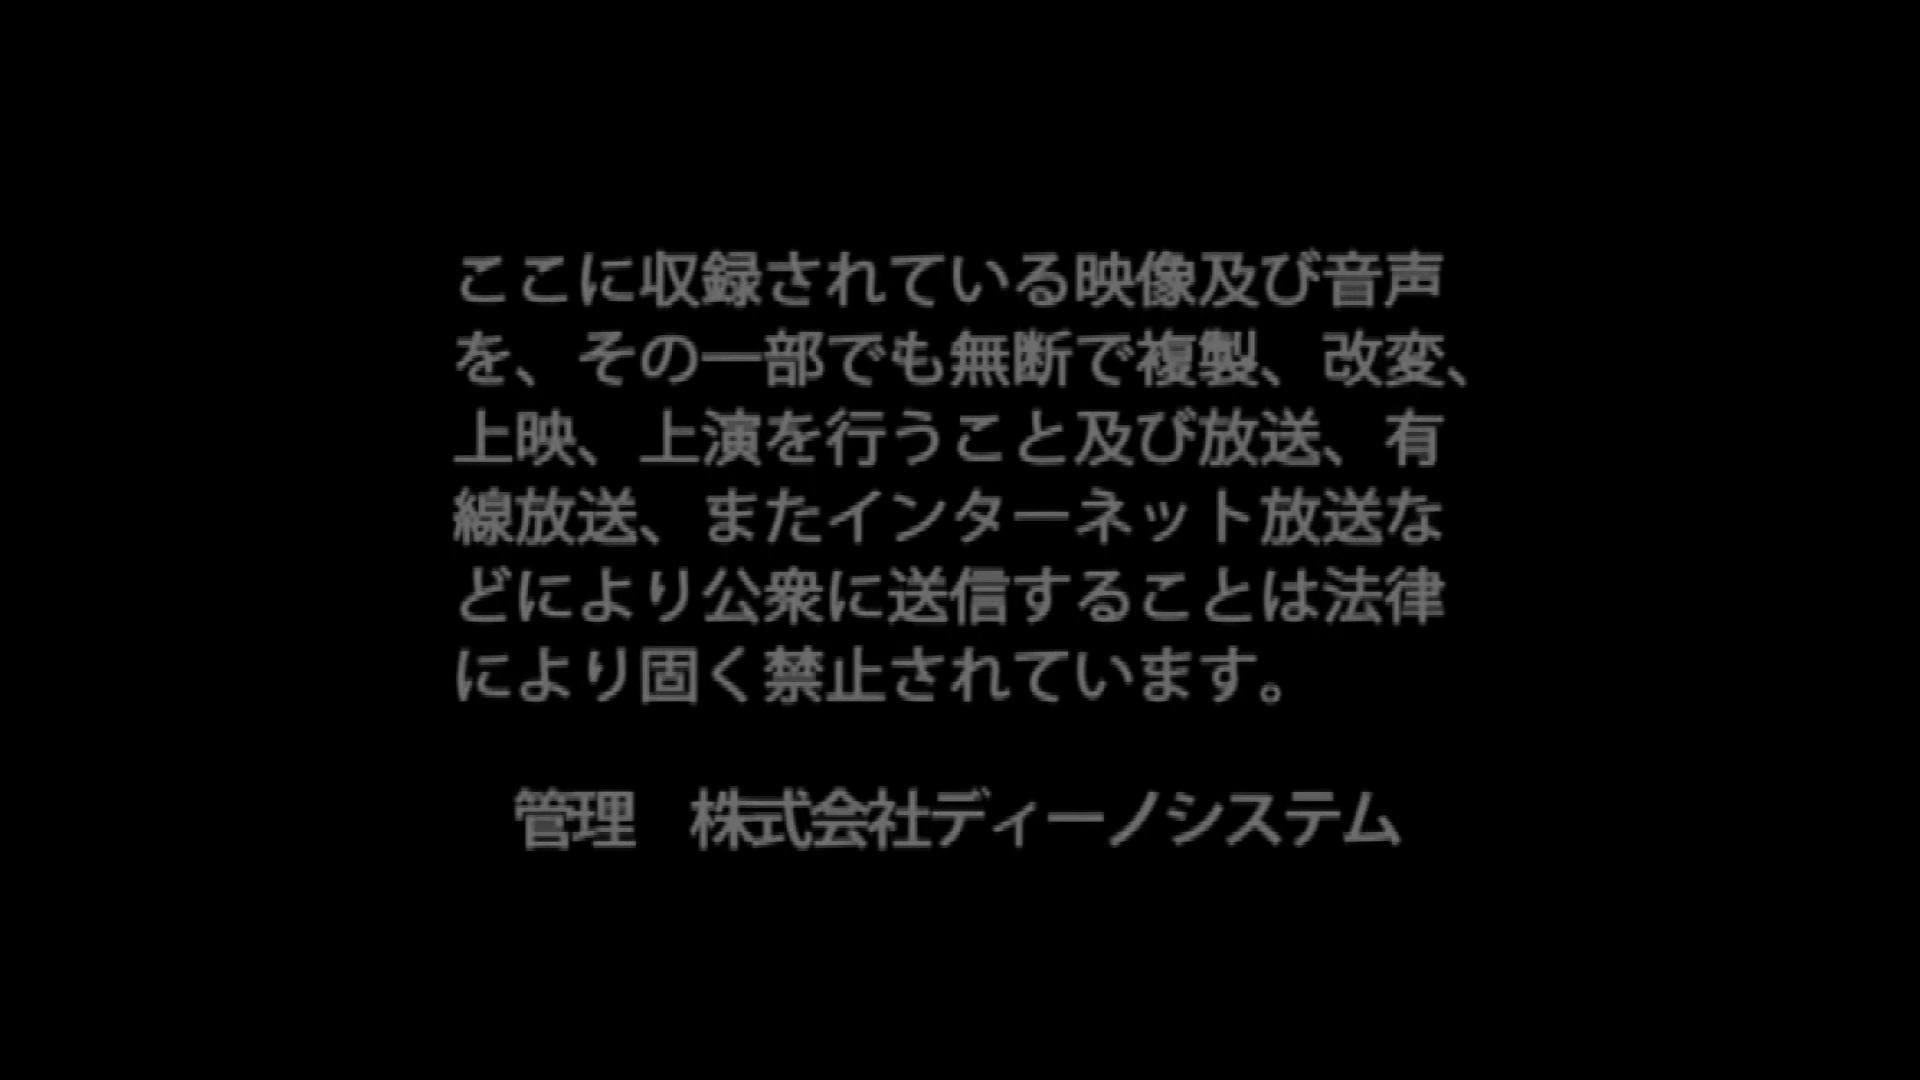 ここに収録されている映像及び音声
を、その一部でも無断で複製、改変、
上映、上演を行うこと及び放送、有
線放送、またインターネット放送な
どにより公衆に送信することは法律
により固く禁止されています。
管理　株式会社ディーノシステム